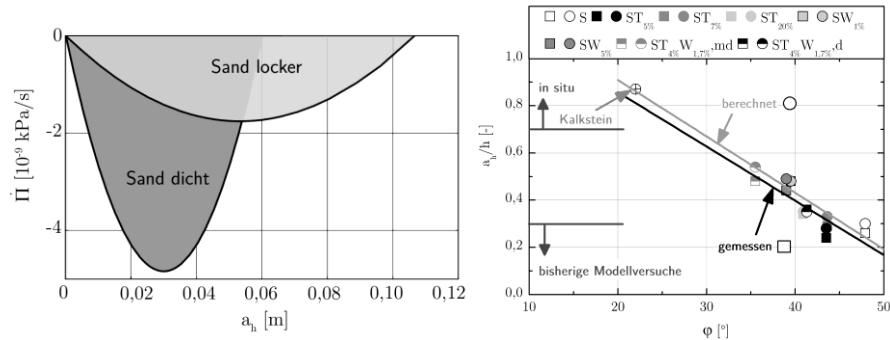 0
-2
-4
Π̇ [10⁻⁹ kPa/s]
Sand locker
Sand dicht
0 0,02 0,04 0,06 0,08 0,10 0,12
aₕ [m]
S ST5% ST7% ST20% SW1%
SW5% ST4%W1,7%,md ST4%W1,7%,d
1,0
0,8
0,6
0,4
0,2
0,0
aₕ/h [-]
in situ
Kalkstein
berechnet
gemessen
bisherige Modellversuche
10 20 30 40 50
φ [°]